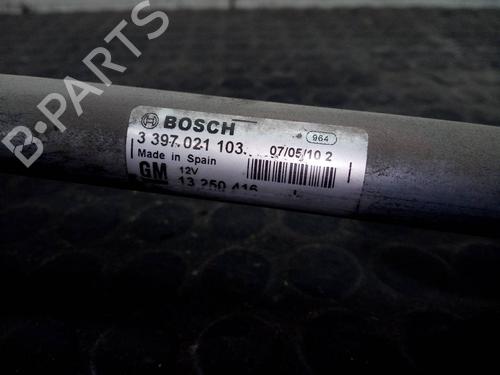 B-PARTS
BOSCH
964
3 397 021 103 07/05/10 2
Made in Spain
GM 12V
13 250 416